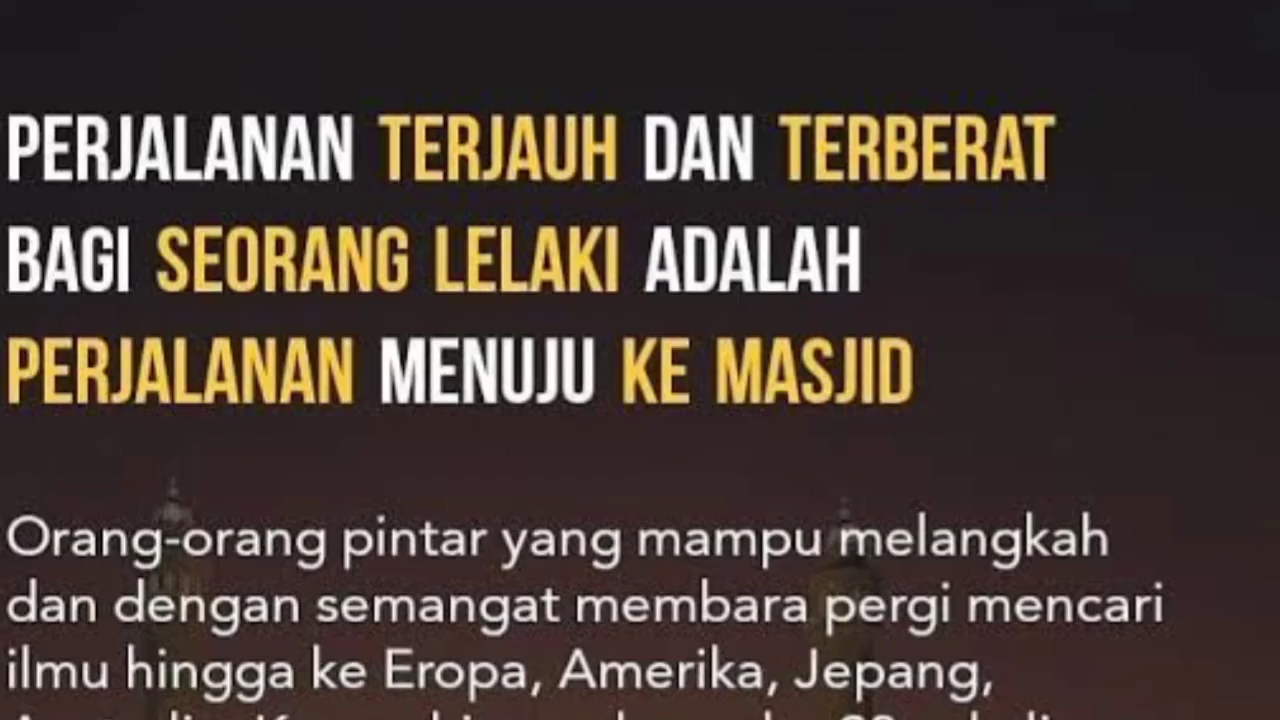 PERJALANAN TERJAUH DAN TERBERAT
BAGI SEORANG LELAKI ADALAH
PERJALANAN MENUJU KE MASJID
Orang-orang pintar yang mampu melangkah
dan dengan semangat membara pergi mencari
ilmu hingga ke Eropa, Amerika, Jepang,